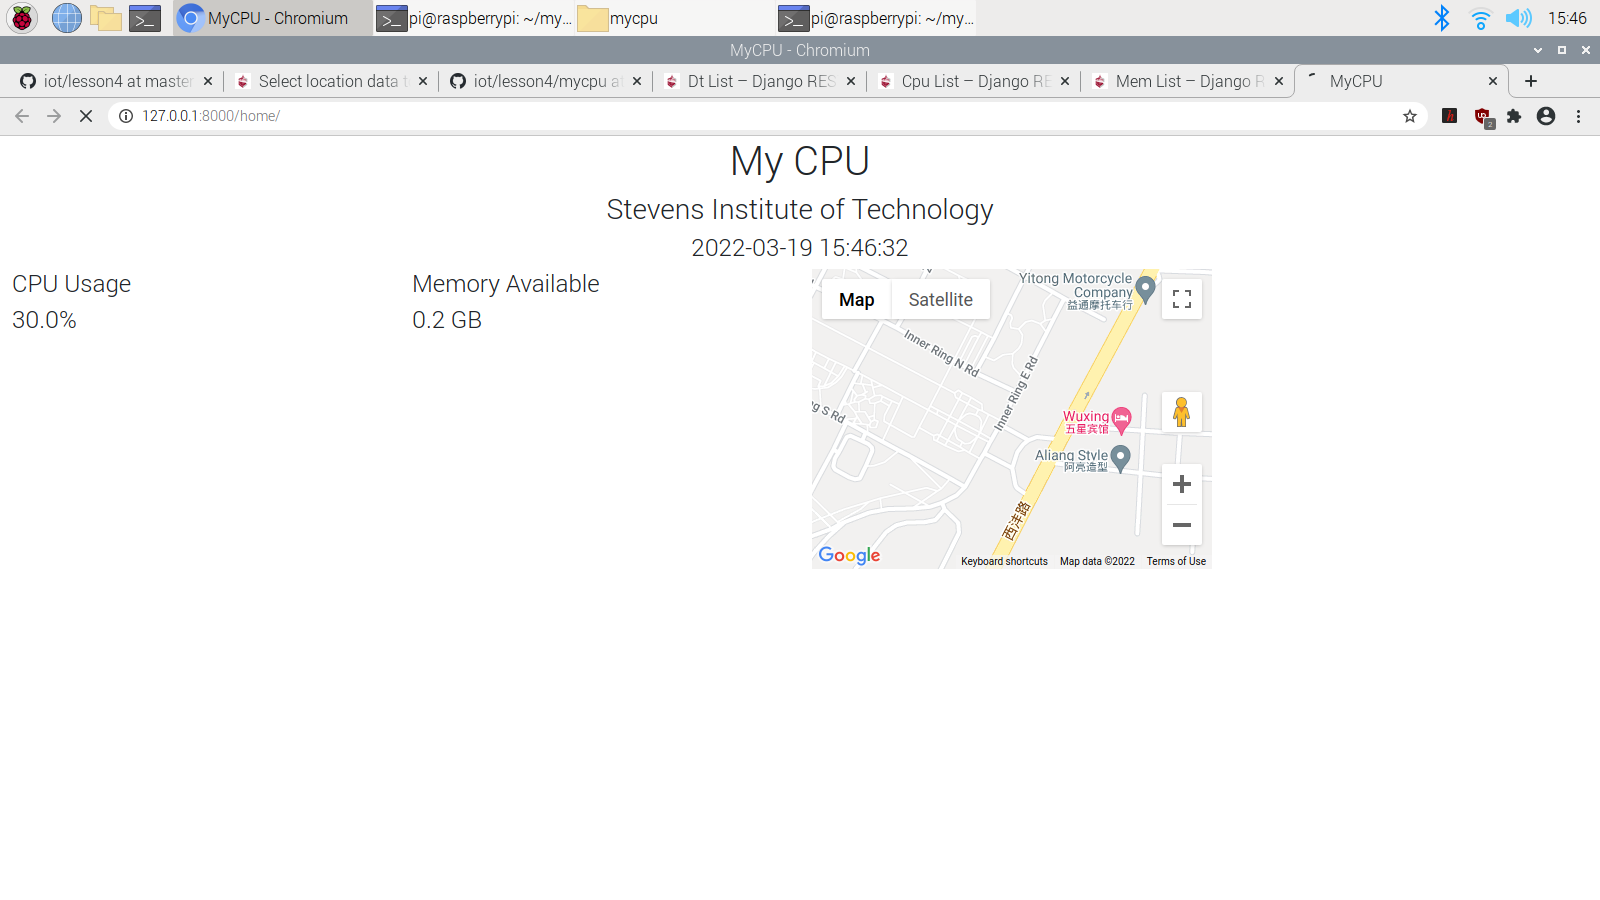 MyCPU - Chromium
pi@raspberrypi: ~/my...
mycpu
pi@raspberrypi: ~/my...
15:46
MyCPU - Chromium
iot/lesson4 at master
Select location data t
iot/lesson4/mycpu a
Dt List – Django RES
Cpu List – Django RE
Mem List – Django R
MyCPU
127.0.0.1:8000/home/
2
My CPU
Stevens Institute of Technology
2022-03-19 15:46:32
CPU Usage
30.0%
Memory Available
0.2 GB
Map
Satellite
Yitong Motorcycle
Company
益通摩托车行
Inner Ring N Rd
Inner Ring E Rd
g S Rd
Wuxing
五星宾馆
Aliang Style
阿亮造型
西沣路
Google
Keyboard shortcuts
Map data ©2022
Terms of Use